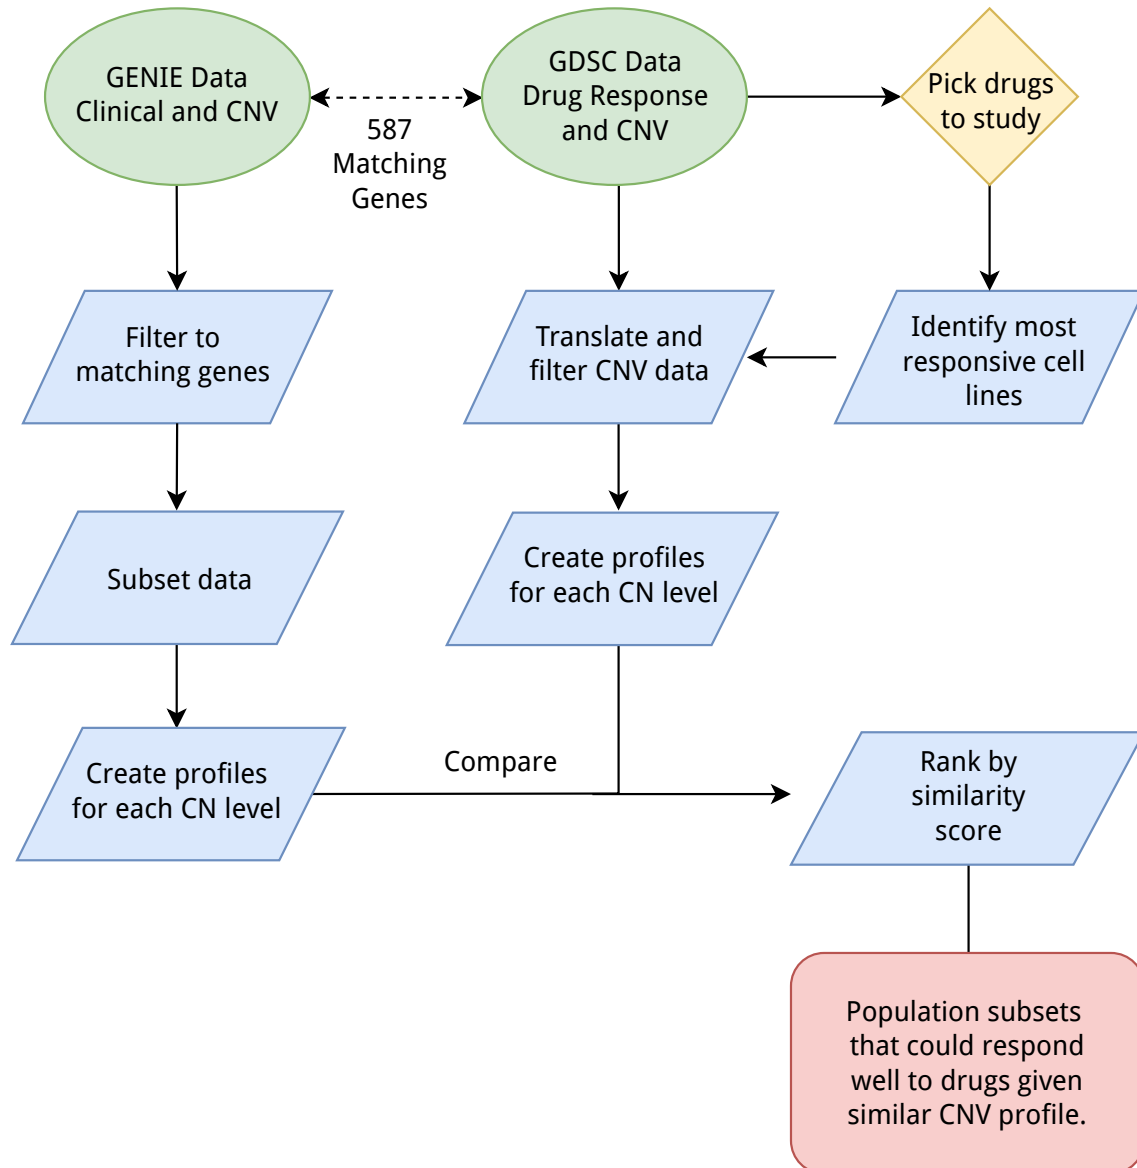 GENIE Data
Clinical and CNV
587
Matching
Genes
GDSC Data
Drug Response
and CNV
Pick drugs
to study
Filter to
matching genes
Translate and
filter CNV data
Identify most
responsive cell
lines
Subset data
Create profiles
for each CN level
Create profiles
for each CN level
Compare
Rank by
similarity
score
Population subsets
that could respond
well to drugs given
similar CNV profile.